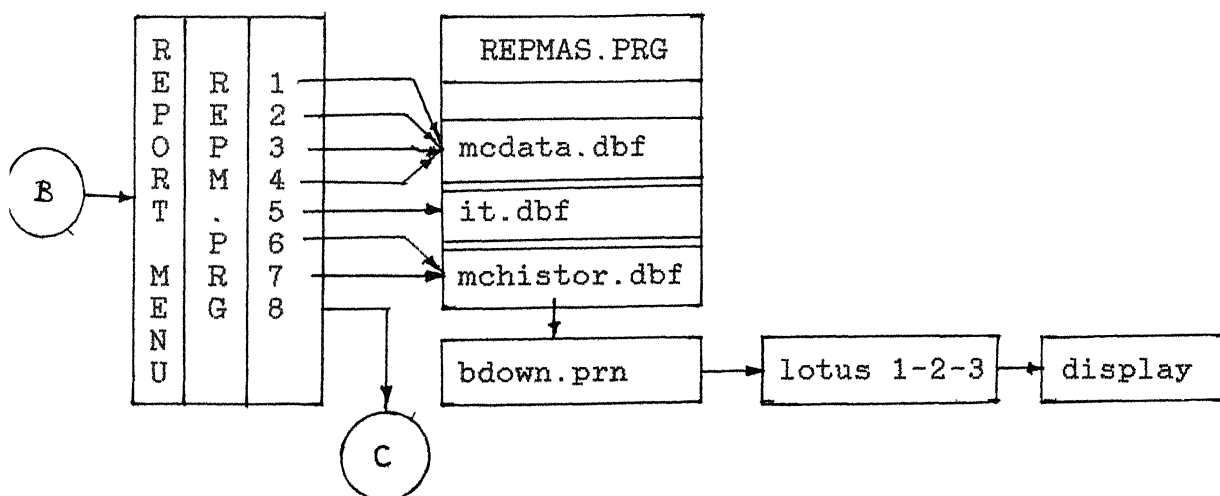 B
REPORT MENU
REPM.PRG
1
2
3
4
5
6
7
8
REPMAS.PRG
mcdata.dbf
it.dbf
mchistor.dbf
bdown.prn
lotus 1-2-3
display
C